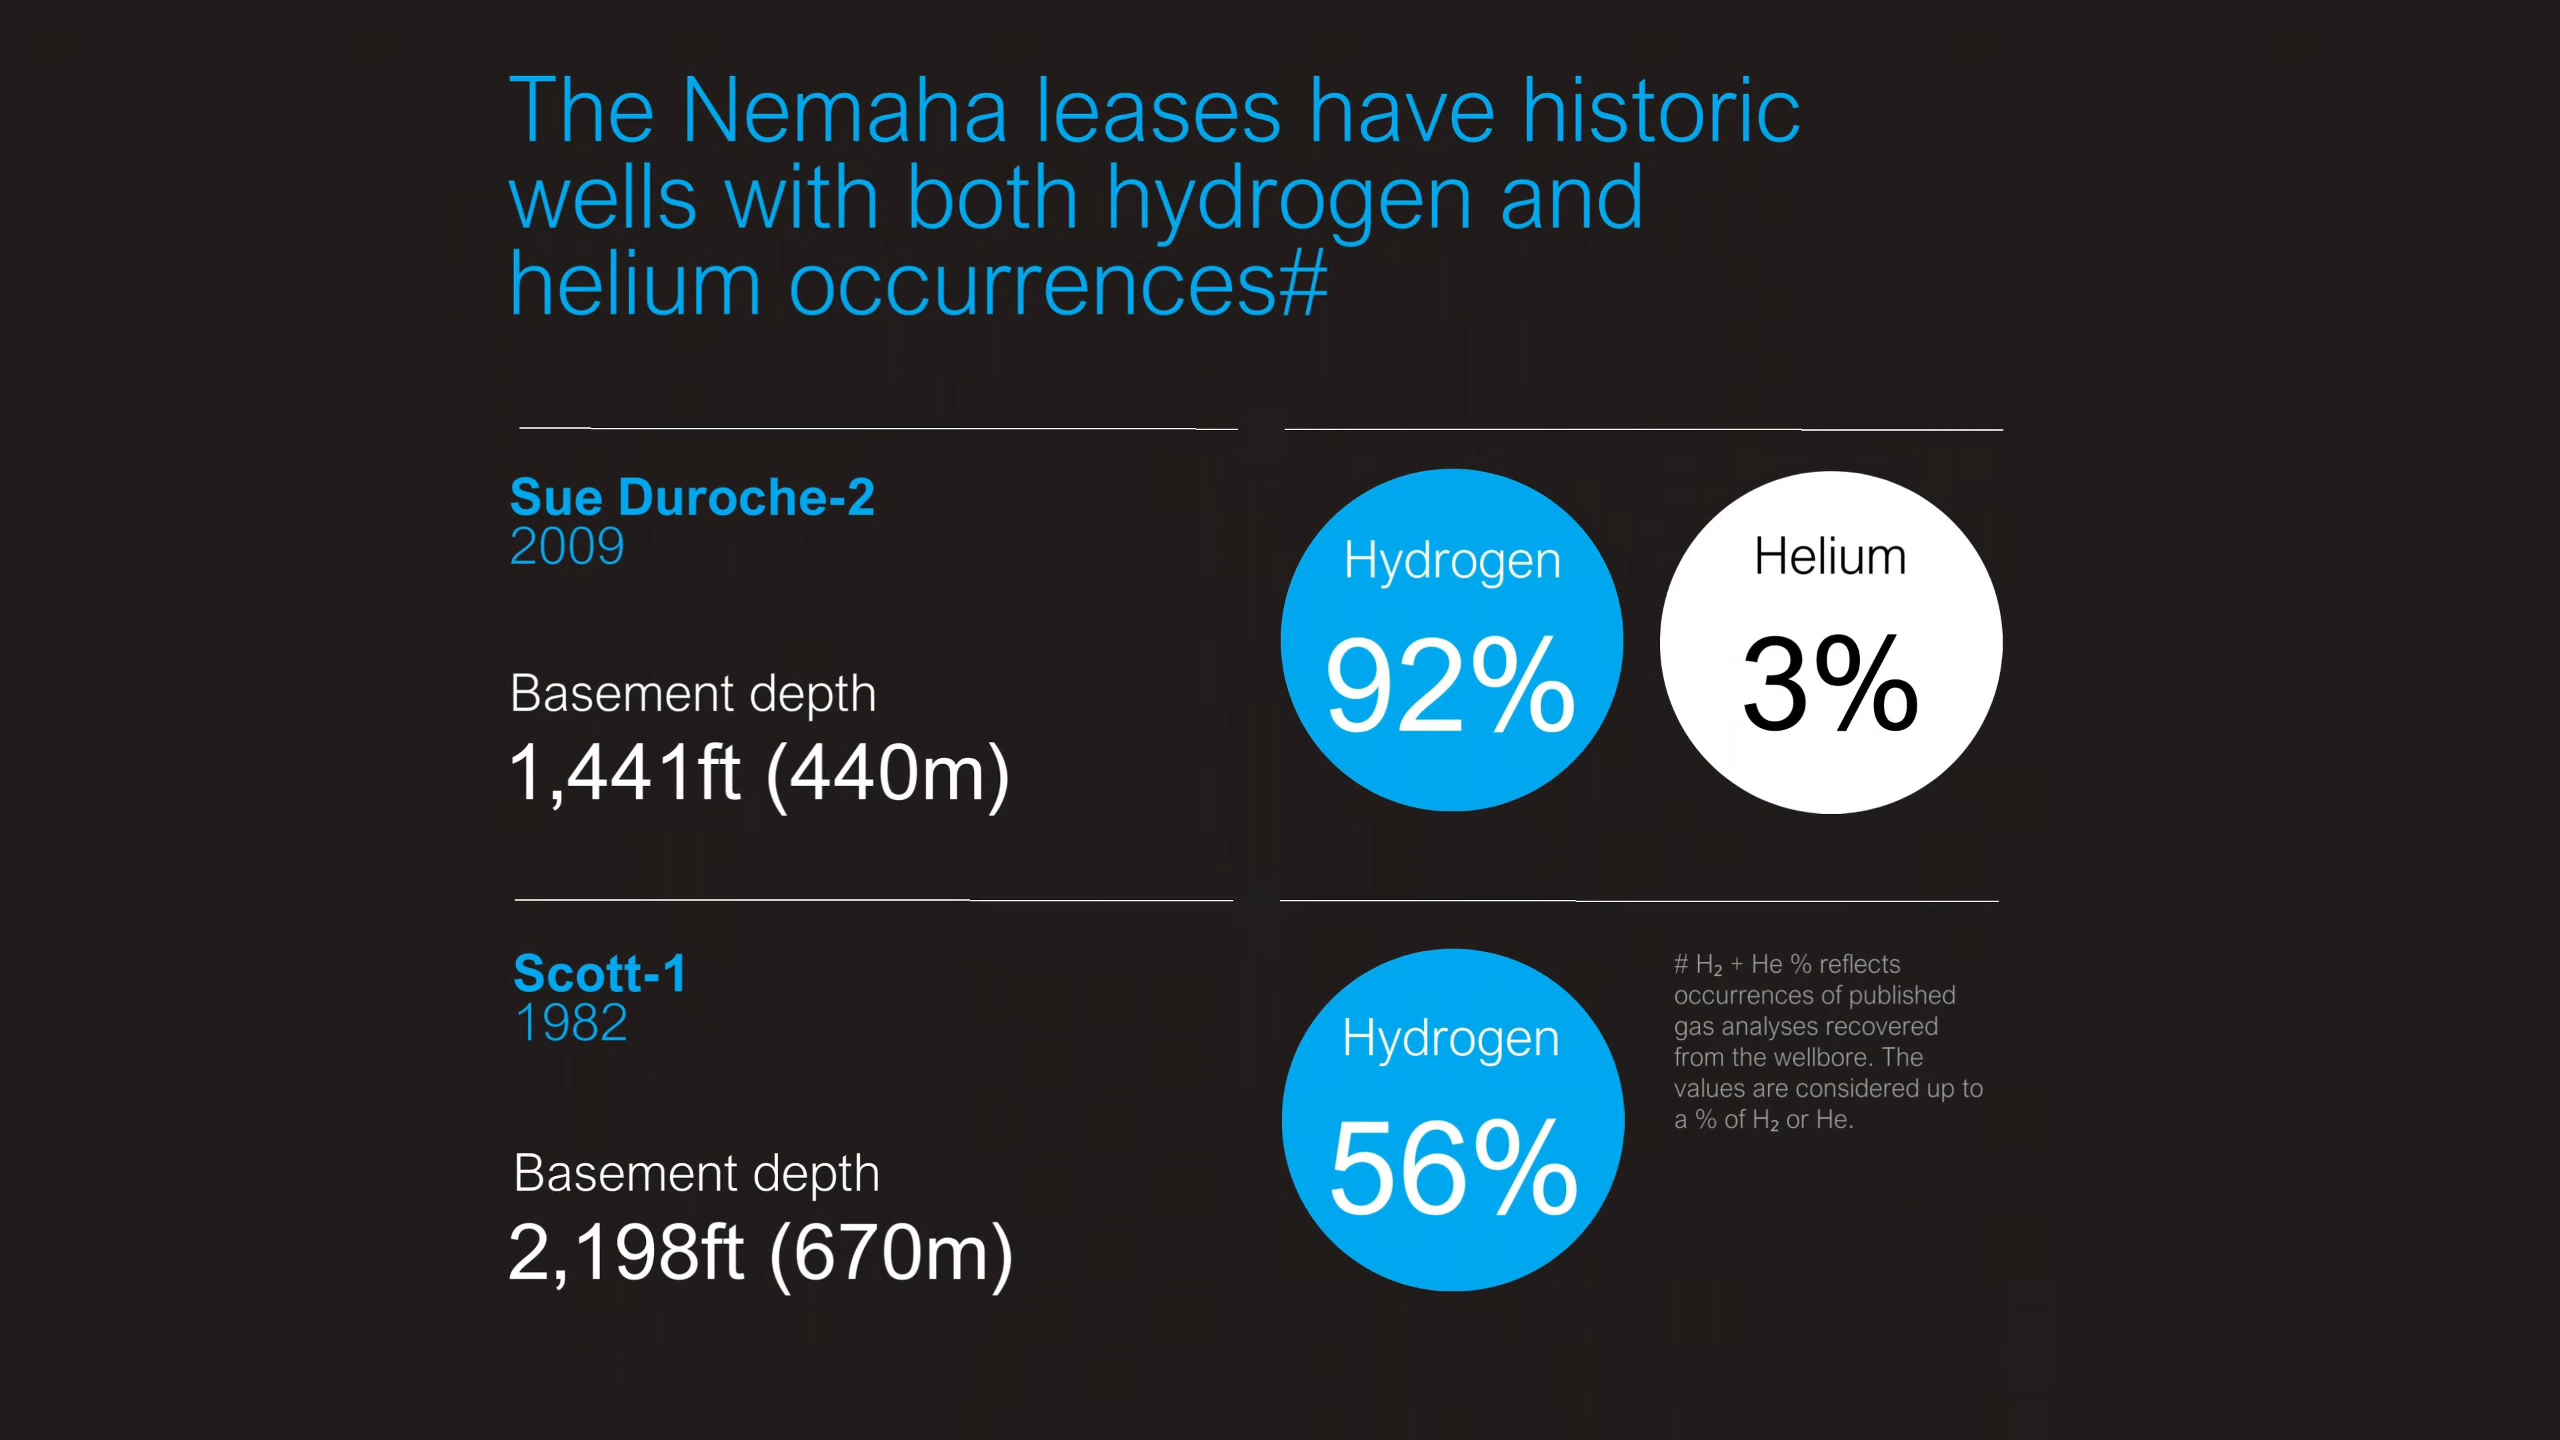 The Nemaha leases have historic
wells with both hydrogen and
helium occurrences#
Sue Duroche-2
2009
Basement depth
1,441ft (440m)
Hydrogen
92%
Helium
3%
Scott-1
1982
Basement depth
2,198ft (670m)
Hydrogen
56%
# H₂ + He % reflects
occurrences of published
gas analyses recovered
from the wellbore. The
values are considered up to
a % of H₂ or He.